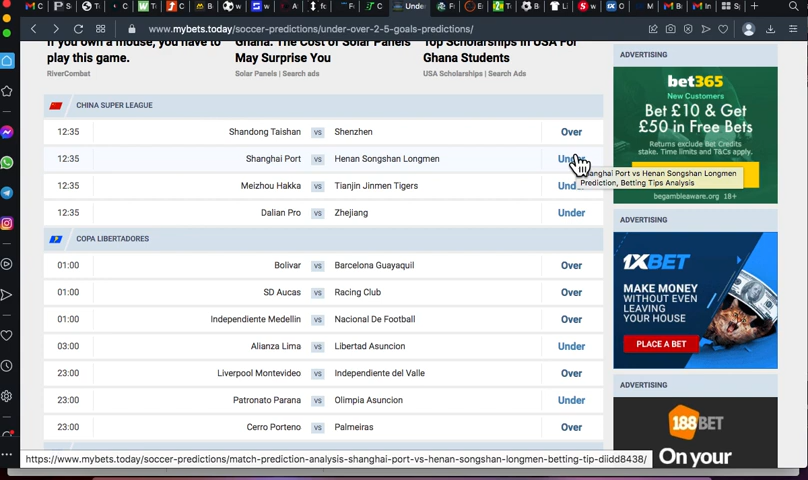 www.mybets.today/soccer-predictions/under-over-2-5-goals-predictions/
If you own a mouse, you have to
play this game.
RiverCombat
Ghana: The Cost of Solar Panels
May Surprise You
Solar Panels | Search ads
Top Scholarships in USA For
Ghana Students
USA Scholarships | Search Ads
CHINA SUPER LEAGUE
12:35 Shandong Taishan vs Shenzhen Over
12:35 Shanghai Port vs Henan Songshan Longmen
12:35 Meizhou Hakka vs Tianjin Jinmen Tigers
12:35 Dalian Pro vs Zhejiang Under
Shanghai Port vs Henan Songshan Longmen
Prediction, Betting Tips Analysis
COPA LIBERTADORES
01:00 Bolivar vs Barcelona Guayaquil Over
01:00 SD Aucas vs Racing Club Over
01:00 Independiente Medellin vs Nacional De Football Over
03:00 Alianza Lima vs Libertad Asuncion Under
23:00 Liverpool Montevideo vs Independiente del Valle Over
23:00 Patronato Parana vs Olimpia Asuncion Under
23:00 Cerro Porteno vs Palmeiras Over
ADVERTISING
bet365
New Customers
Bet £10 & Get
£50 in Free Bets
Returns exclude Bet Credits
stake. Time limits and T&Cs apply.
begambleaware.org 18+
ADVERTISING
1XBET
MAKE MONEY
WITHOUT EVEN
LEAVING
YOUR HOUSE
PLACE A BET
ADVERTISING
188BET
On your
https://www.mybets.today/soccer-predictions/match-prediction-analysis-shanghai-port-vs-henan-songshan-longmen-betting-tip-diidd8438/